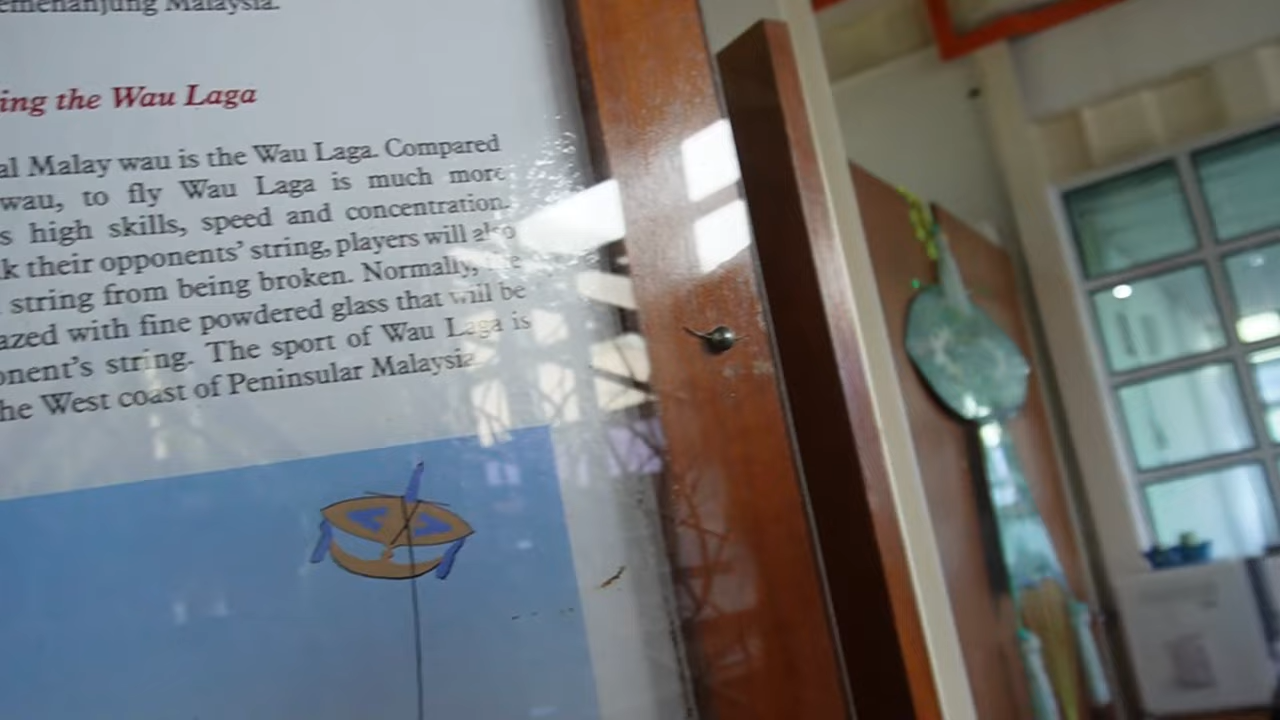 Malaysia.
ing the Wau Laga
al Malay wau is the Wau Laga. Compared
wau, to fly Wau Laga is much more
s high skills, speed and concentration.
k their opponents' string, players will also
string from being broken. Normally,
azed with fine powdered glass that will be
onent's string. The sport of Wau Laga is
he West coast of Peninsular Malaysia.